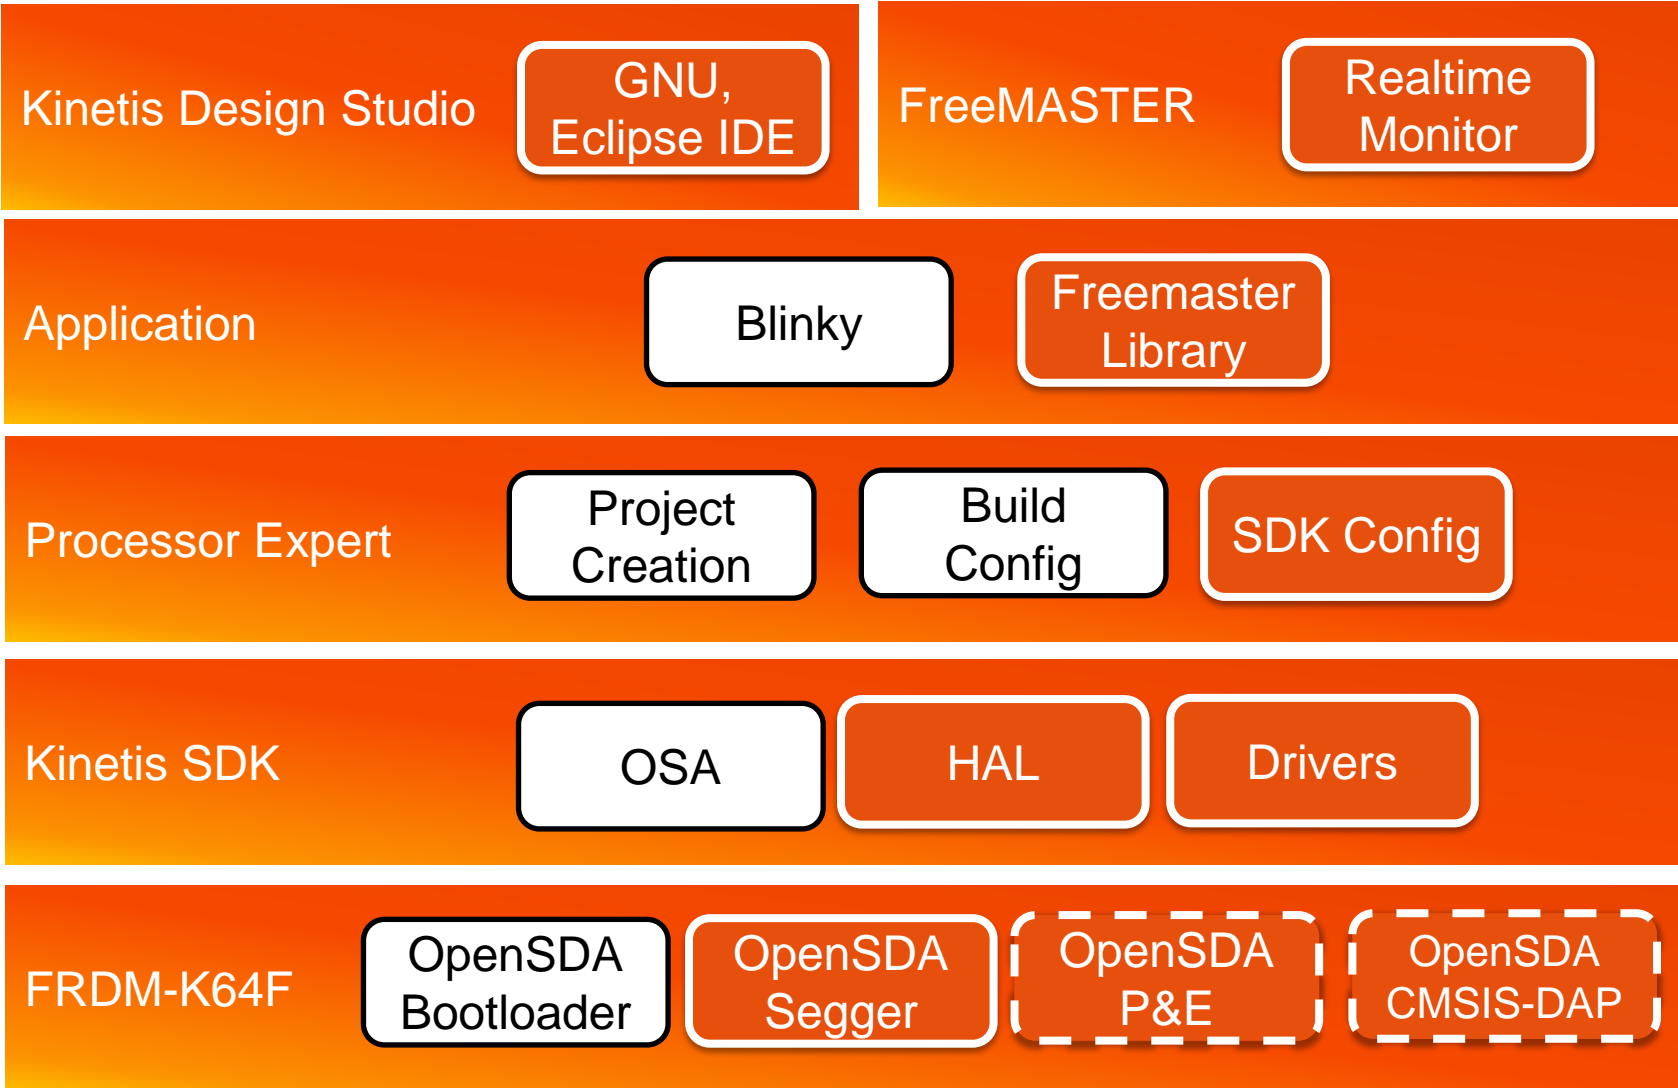 Kinetis Design Studio
GNU,
Eclipse IDE
FreeMASTER
Realtime
Monitor
Application
Blinky
Freemaster
Library
Processor Expert
Project
Creation
Build
Config
SDK Config
Kinetis SDK
OSA
HAL
Drivers
FRDM-K64F
OpenSDA
Bootloader
OpenSDA
Segger
OpenSDA
P&E
OpenSDA
CMSIS-DAP